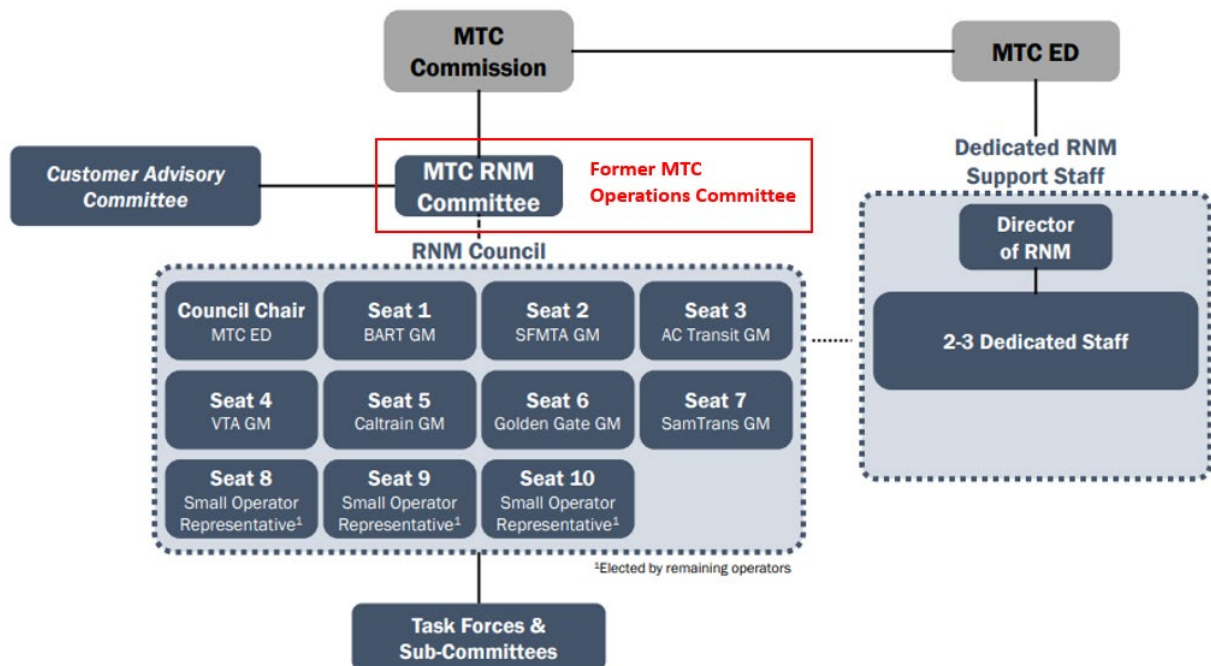 MTC
Commission
MTC ED
Customer Advisory
Committee
MTC RNM
Committee
Former MTC
Operations Committee
Dedicated RNM
Support Staff
Director
of RNM
2-3 Dedicated Staff
RNM Council
Council Chair
MTC ED
Seat 1
BART GM
Seat 2
SFMTA GM
Seat 3
AC Transit GM
Seat 4
VTA GM
Seat 5
Caltrain GM
Seat 6
Golden Gate GM
Seat 7
SamTrans GM
Seat 8
Small Operator
Representative¹
Seat 9
Small Operator
Representative¹
Seat 10
Small Operator
Representative¹
¹Elected by remaining operators
Task Forces &
Sub-Committees